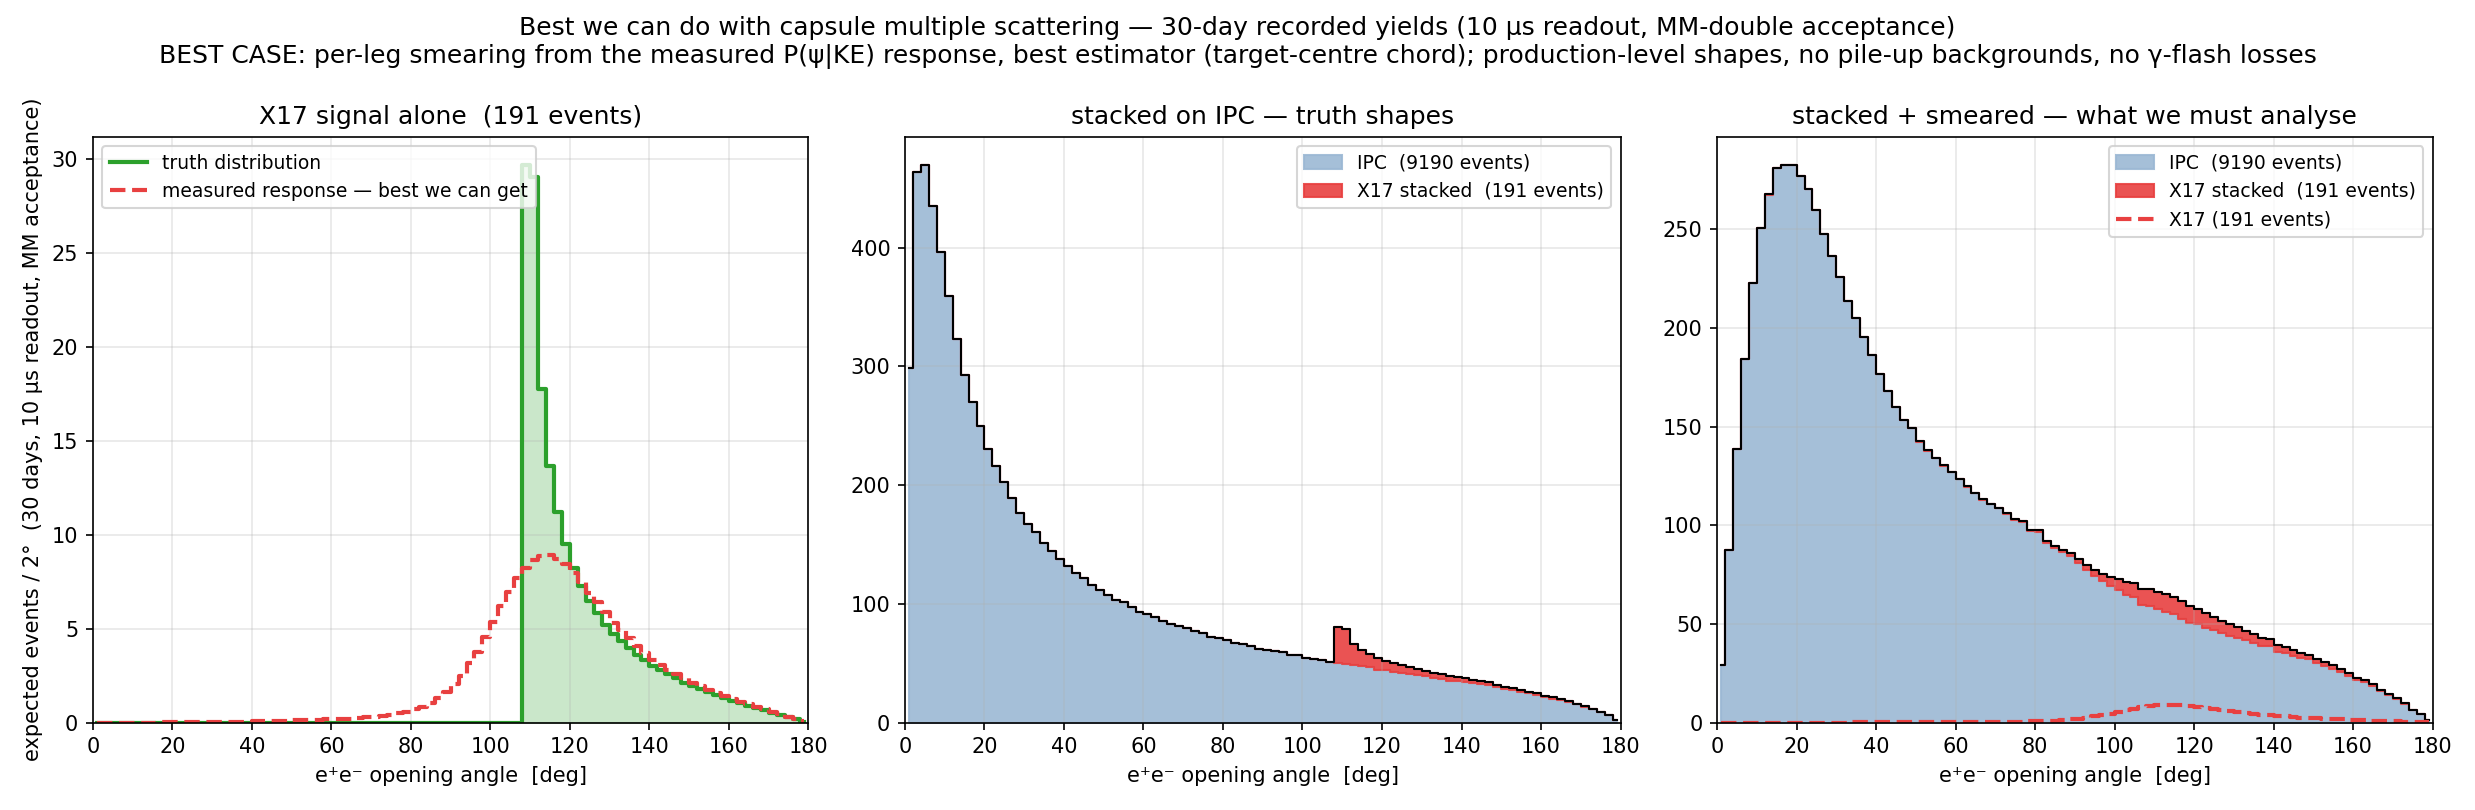 Best we can do with capsule multiple scattering — 30-day recorded yields (10 µs readout, MM-double acceptance)
BEST CASE: per-leg smearing from the measured P(ψ|KE) response, best estimator (target-centre chord); production-level shapes, no pile-up backgrounds, no γ-flash losses
X17 signal alone  (191 events)
expected events / 2°  (30 days, 10 µs readout, MM acceptance)
truth distribution
measured response — best we can get
30
25
20
15
10
5
0
0 20 40 60 80 100 120 140 160 180
e⁺e⁻ opening angle  [deg]
stacked on IPC — truth shapes
IPC  (9190 events)
X17 stacked  (191 events)
400
300
200
100
0
0 20 40 60 80 100 120 140 160 180
e⁺e⁻ opening angle  [deg]
stacked + smeared — what we must analyse
IPC  (9190 events)
X17 stacked  (191 events)
X17 (191 events)
250
200
150
100
50
0
0 20 40 60 80 100 120 140 160 180
e⁺e⁻ opening angle  [deg]